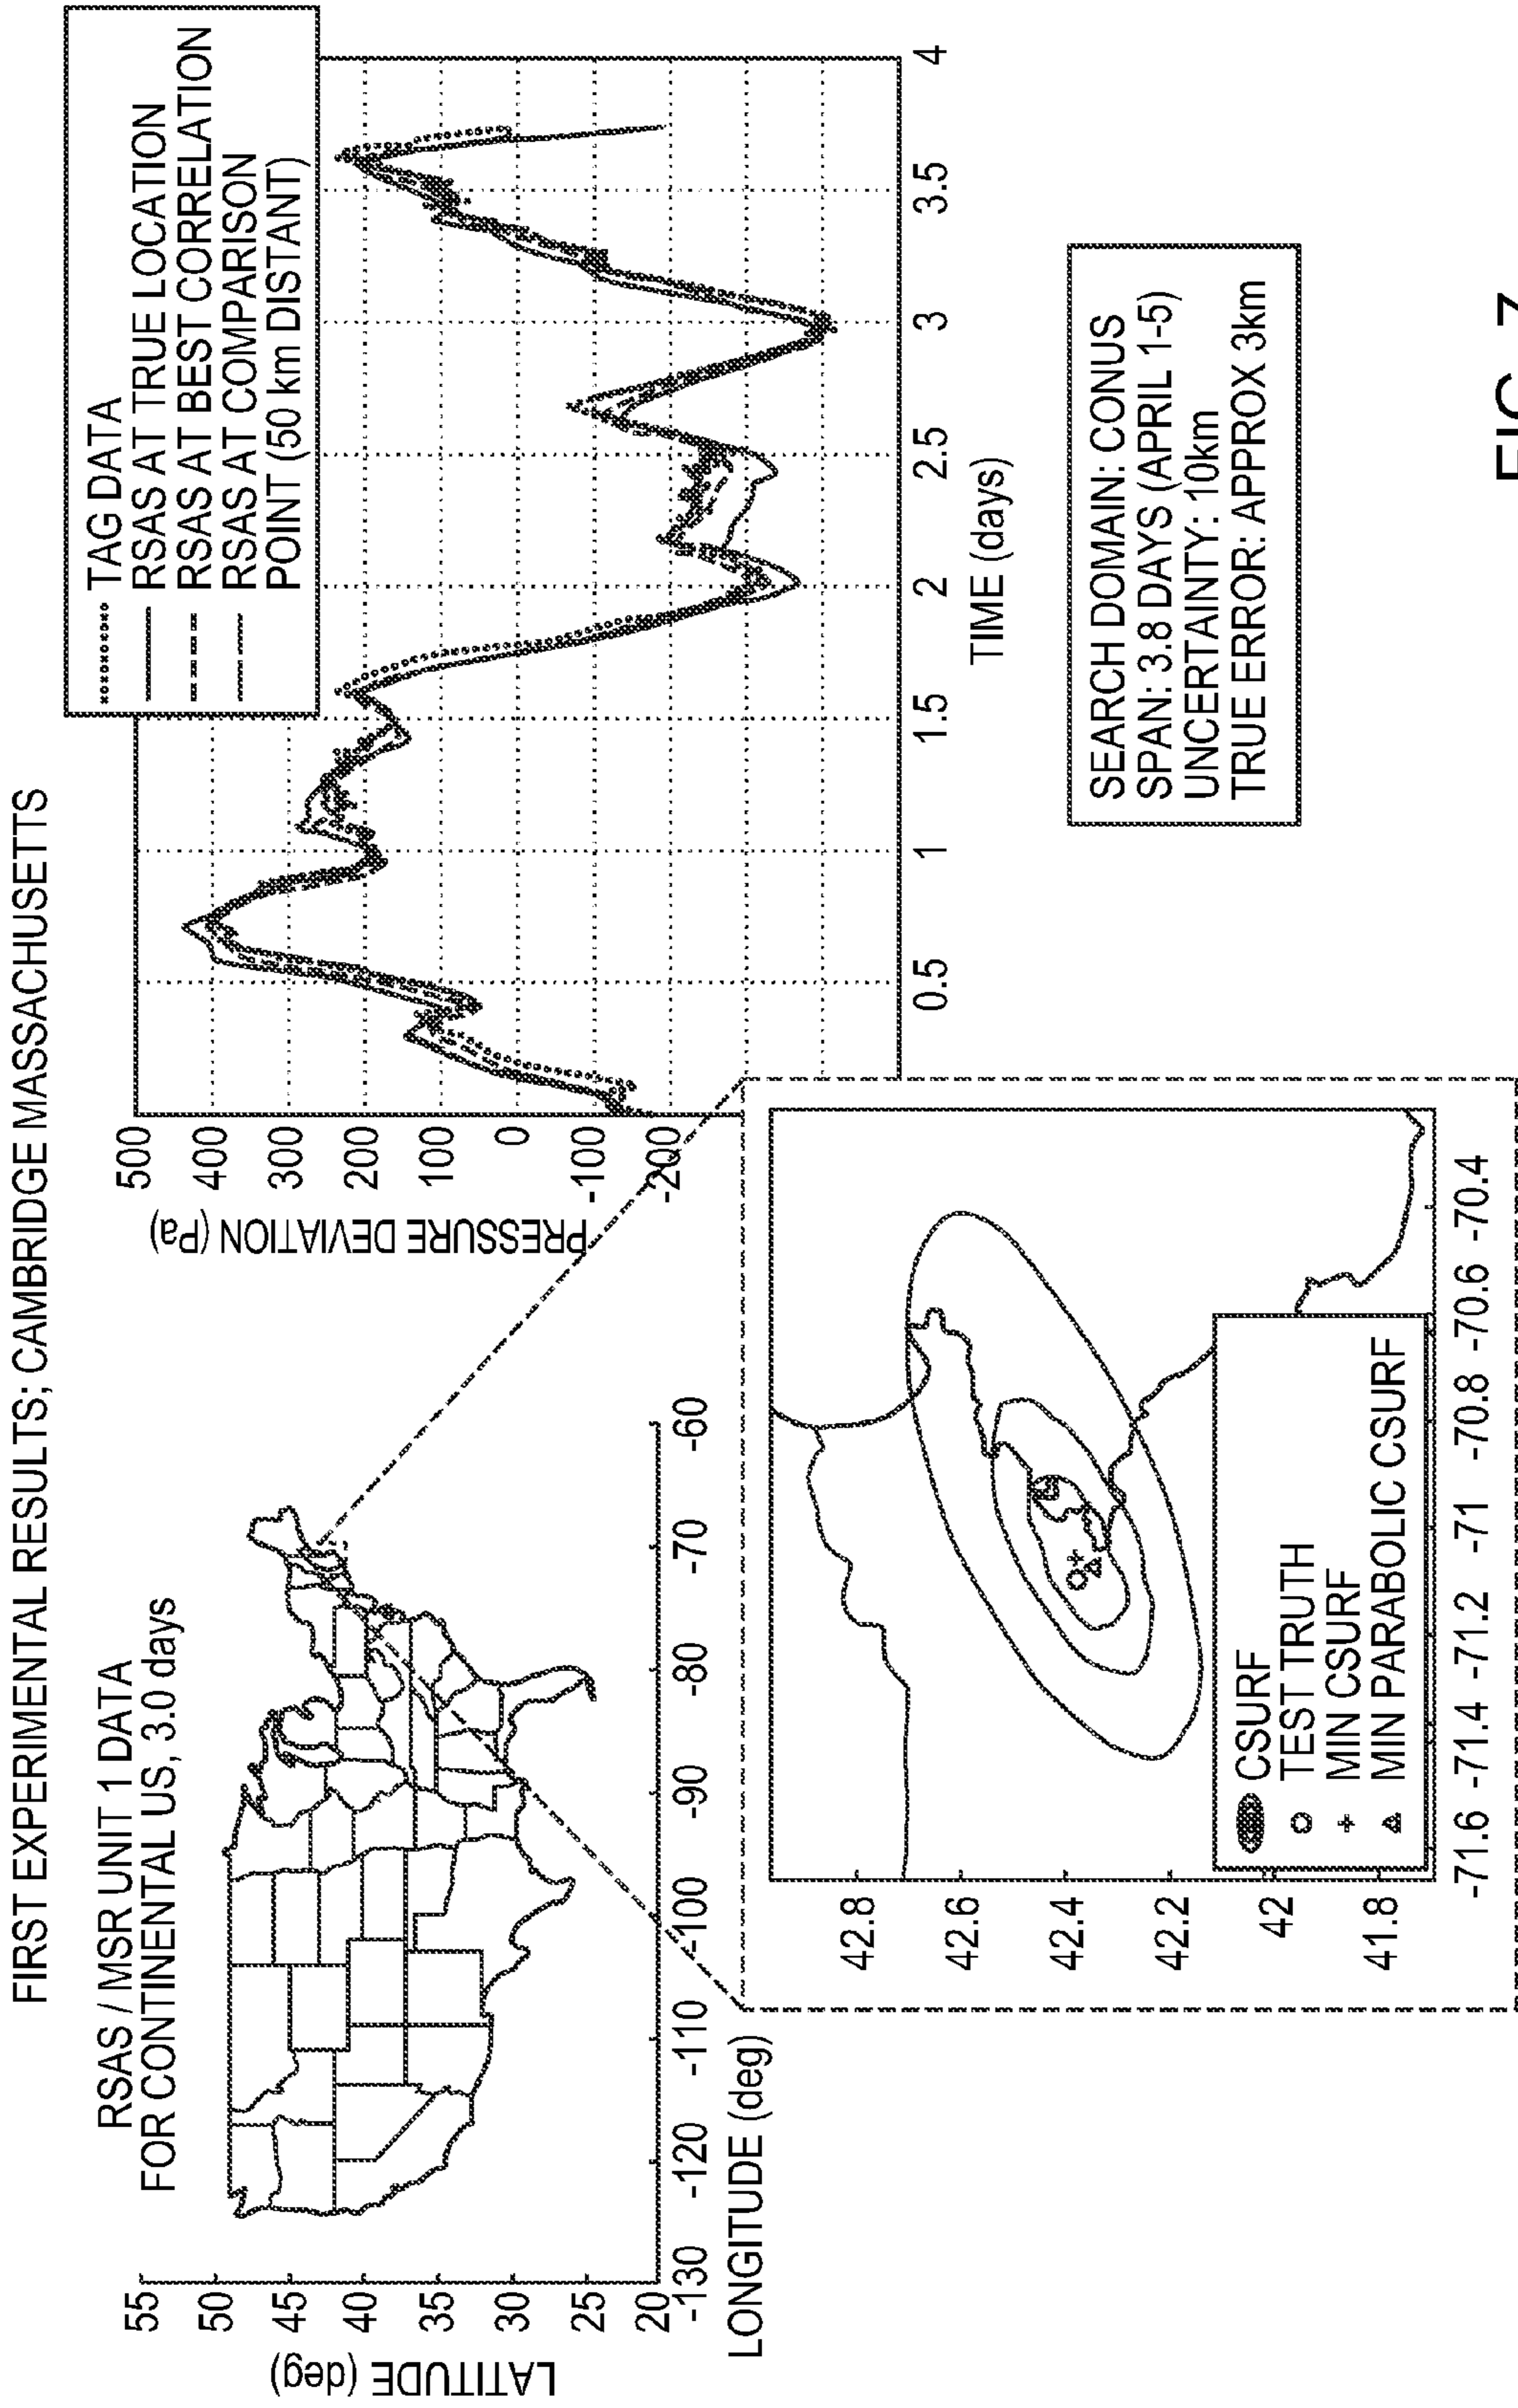 FIRST EXPERIMENTAL RESULTS; CAMBRIDGE MASSACHUSETTS
RSAS / MSR UNIT 1 DATA
FOR CONTINENTAL US, 3.0 days
LATITUDE (deg)
55
50
45
40
35
30
25
20
-130 -120 -110 -100 -90 -80 -70 -60
LONGITUDE (deg)
TAG DATA
RSAS AT TRUE LOCATION
RSAS AT BEST CORRELATION
RSAS AT COMPARISON
POINT (50 km DISTANT)
PRESSURE DEVIATION (Pa)
500
400
300
200
100
0
-100
-200
0.5 1 1.5 2 2.5 3 3.5 4
TIME (days)
42.8
42.6
42.4
42.2
42
41.8
CSURF
TEST TRUTH
MIN CSURF
MIN PARABOLIC CSURF
-71.6 -71.4 -71.2 -71 -70.8 -70.6 -70.4
SEARCH DOMAIN: CONUS
SPAN: 3.8 DAYS (APRIL 1-5)
UNCERTAINTY: 10km
TRUE ERROR: APPROX 3km